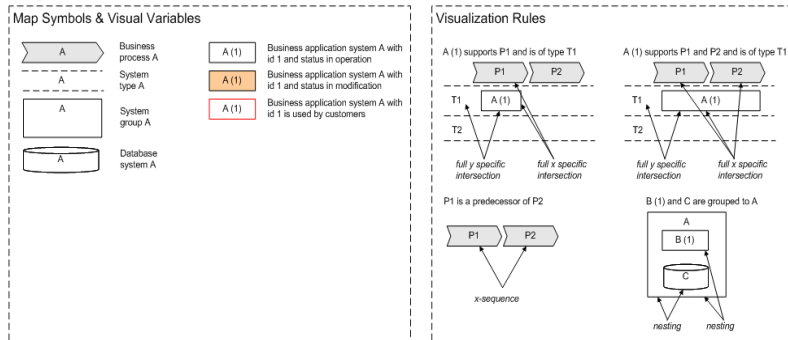 Map Symbols & Visual Variables
A
Business
process A
A
System
type A
A
System
group A
A
Database
system A
A (1)
Business application system A with
id 1 and status in operation
A (1)
Business application system A with
id 1 and status in modification
A (1)
Business application system A with
id 1 is used by customers
Visualization Rules
A (1) supports P1 and is of type T1
P1 P2
T1 A (1)
T2
full y specific full x specific
intersection intersection
A (1) supports P1 and P2 and is of type T1
P1 P2
T1 A (1)
T2
full y specific full x specific
intersection intersection
P1 is a predecessor of P2
P1 P2
x-sequence
B (1) and C are grouped to A
A
B (1)
C
nesting nesting